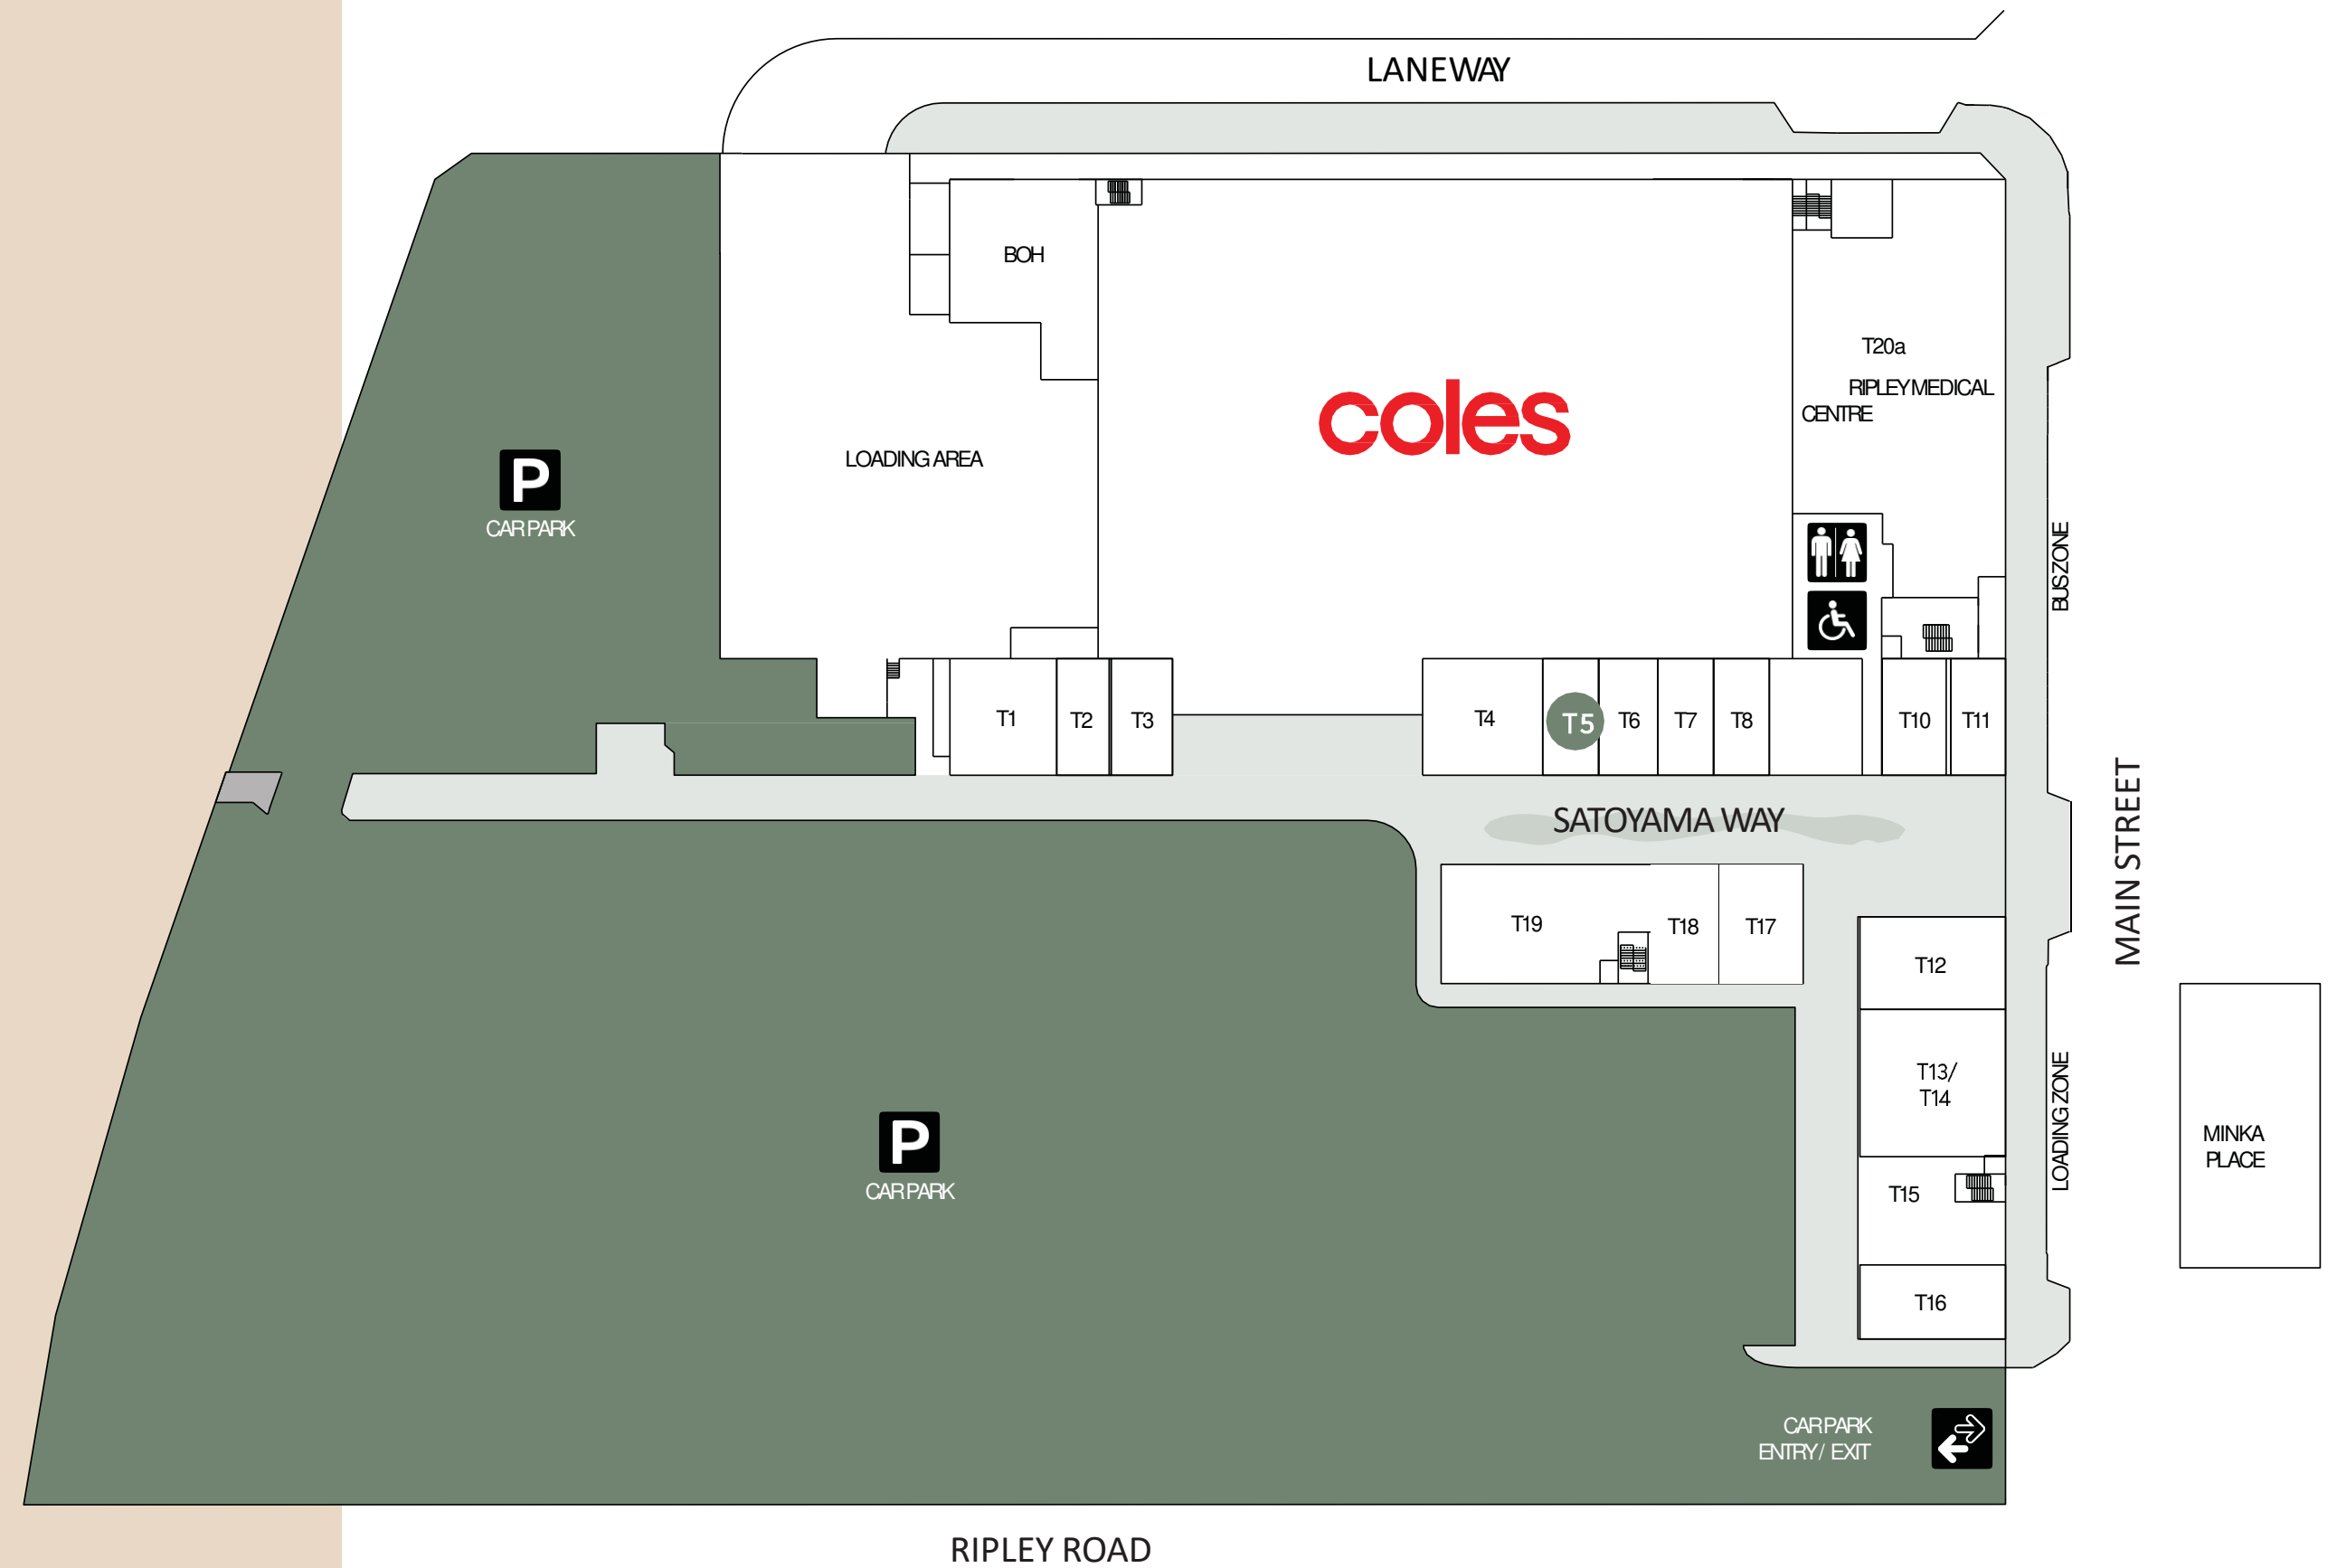 LANEWAY
BOH
T20a
RIPLEY MEDICAL
CENTRE
coles
LOADING AREA
P
CAR PARK
BUS ZONE
T1
T2
T3
T4
T5
T6
T7
T8
T10
T11
SATOYAMA WAY
MAIN STREET
T19
T18
T17
T12
T13/
T14
LOADING ZONE
MINKA
PLACE
P
CAR PARK
T15
T16
CAR PARK
ENTRY / EXIT
RIPLEY ROAD